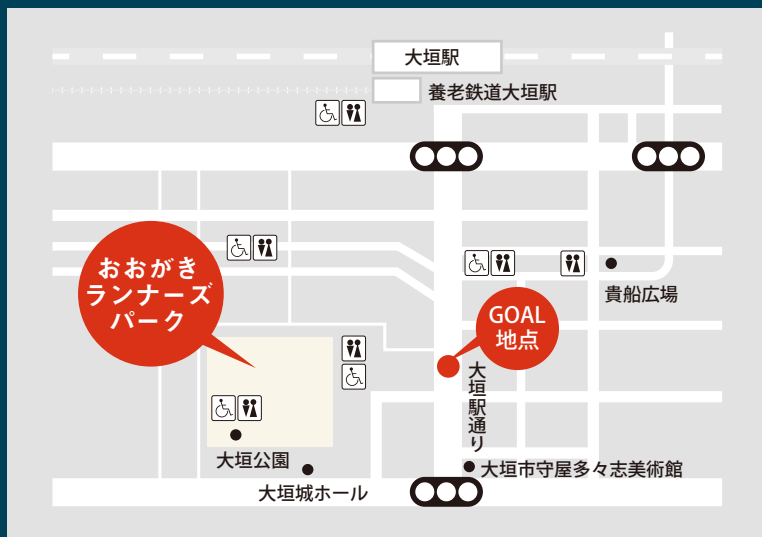 大垣駅
養老鉄道大垣駅
おおがき
ランナーズ
パーク
貴船広場
GOAL
地点
大垣駅通り
大垣公園
大垣城ホール
大垣市守屋多々志美術館